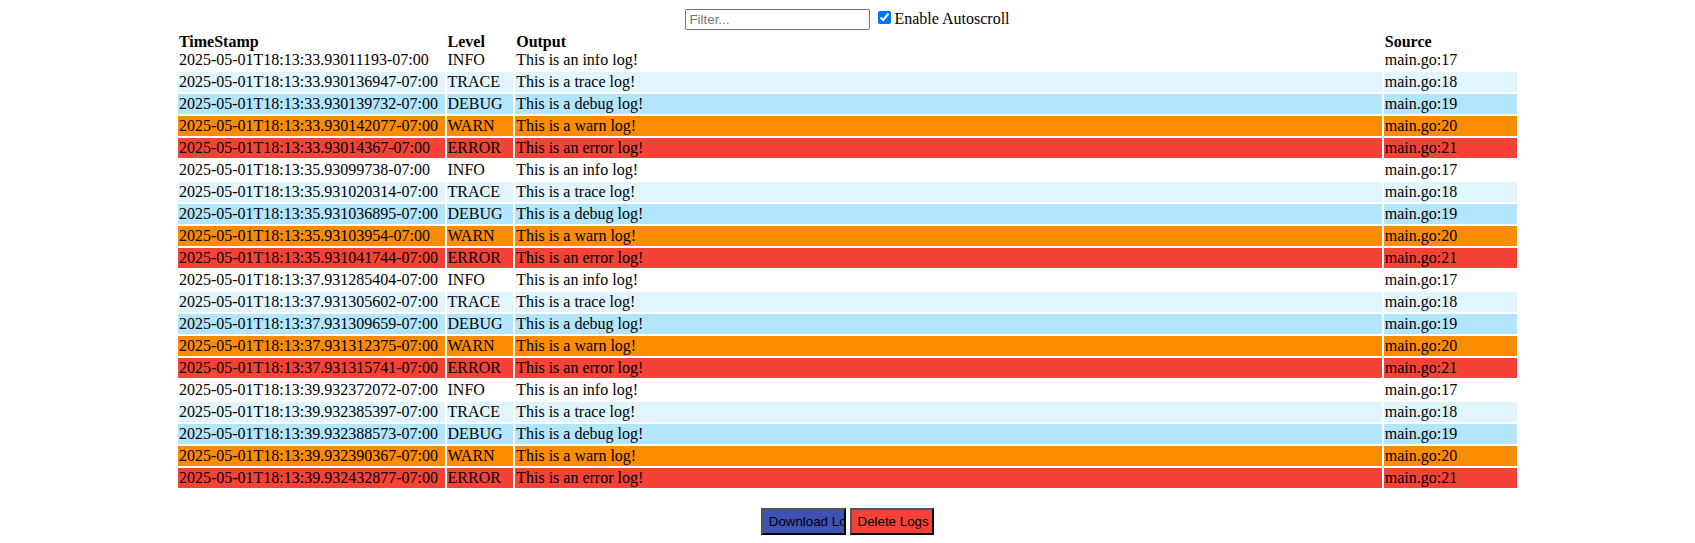 Filter... Enable Autoscroll
TimeStamp Level Output Source
2025-05-01T18:13:33.93011193-07:00 INFO This is an info log! main.go:17
2025-05-01T18:13:33.930136947-07:00 TRACE This is a trace log! main.go:18
2025-05-01T18:13:33.930139732-07:00 DEBUG This is a debug log! main.go:19
2025-05-01T18:13:33.930142077-07:00 WARN This is a warn log! main.go:20
2025-05-01T18:13:33.93014367-07:00 ERROR This is an error log! main.go:21
2025-05-01T18:13:35.93099738-07:00 INFO This is an info log! main.go:17
2025-05-01T18:13:35.931020314-07:00 TRACE This is a trace log! main.go:18
2025-05-01T18:13:35.931036895-07:00 DEBUG This is a debug log! main.go:19
2025-05-01T18:13:35.93103954-07:00 WARN This is a warn log! main.go:20
2025-05-01T18:13:35.931041744-07:00 ERROR This is an error log! main.go:21
2025-05-01T18:13:37.931285404-07:00 INFO This is an info log! main.go:17
2025-05-01T18:13:37.931305602-07:00 TRACE This is a trace log! main.go:18
2025-05-01T18:13:37.931309659-07:00 DEBUG This is a debug log! main.go:19
2025-05-01T18:13:37.931312375-07:00 WARN This is a warn log! main.go:20
2025-05-01T18:13:37.931315741-07:00 ERROR This is an error log! main.go:21
2025-05-01T18:13:39.932372072-07:00 INFO This is an info log! main.go:17
2025-05-01T18:13:39.932385397-07:00 TRACE This is a trace log! main.go:18
2025-05-01T18:13:39.932388573-07:00 DEBUG This is a debug log! main.go:19
2025-05-01T18:13:39.932390367-07:00 WARN This is a warn log! main.go:20
2025-05-01T18:13:39.932432877-07:00 ERROR This is an error log! main.go:21
Download Lo Delete Logs